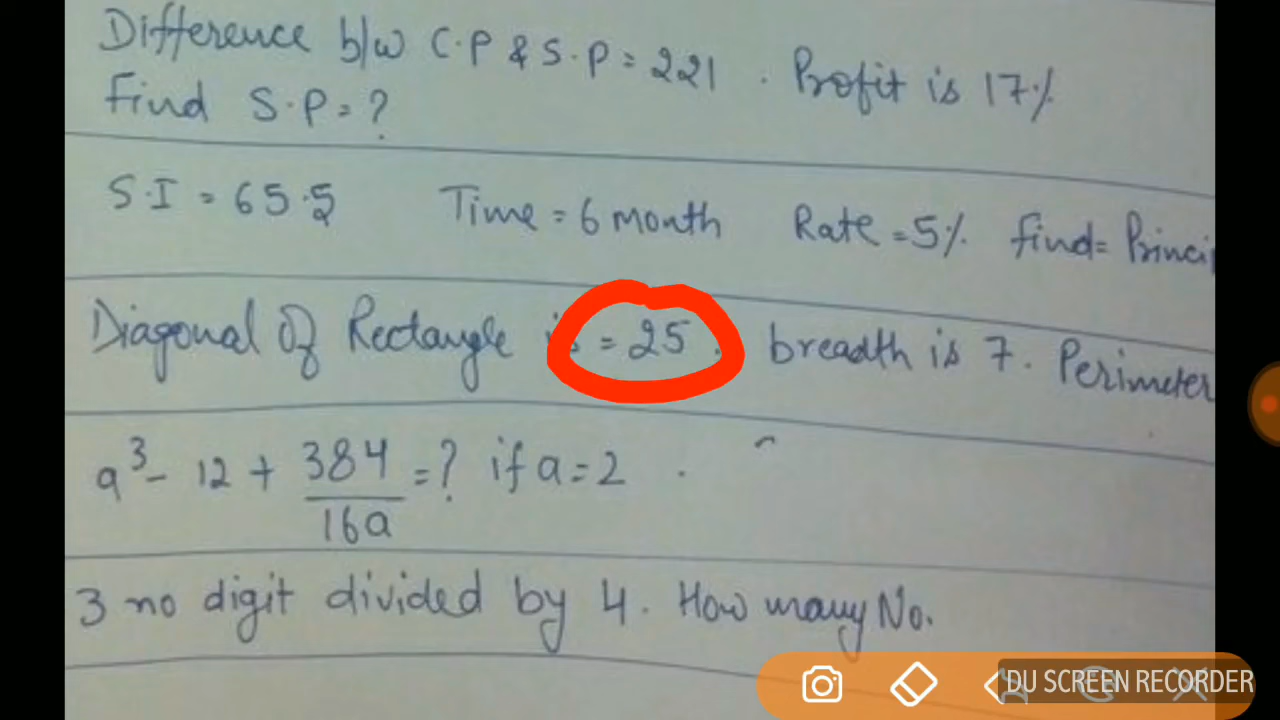 Difference b/w C.P & S.P = 221 . Profit is 17%
Find S.P = ?
S.I = 65.5 Time = 6 month Rate = 5% find = Princi
Diagonal Of Rectangle is = 25 . breadth is 7. Perimeter
a³ - 12 + 384/16a = ? if a = 2 .
3 no digit divided by 4. How many No.
DU SCREEN RECORDER